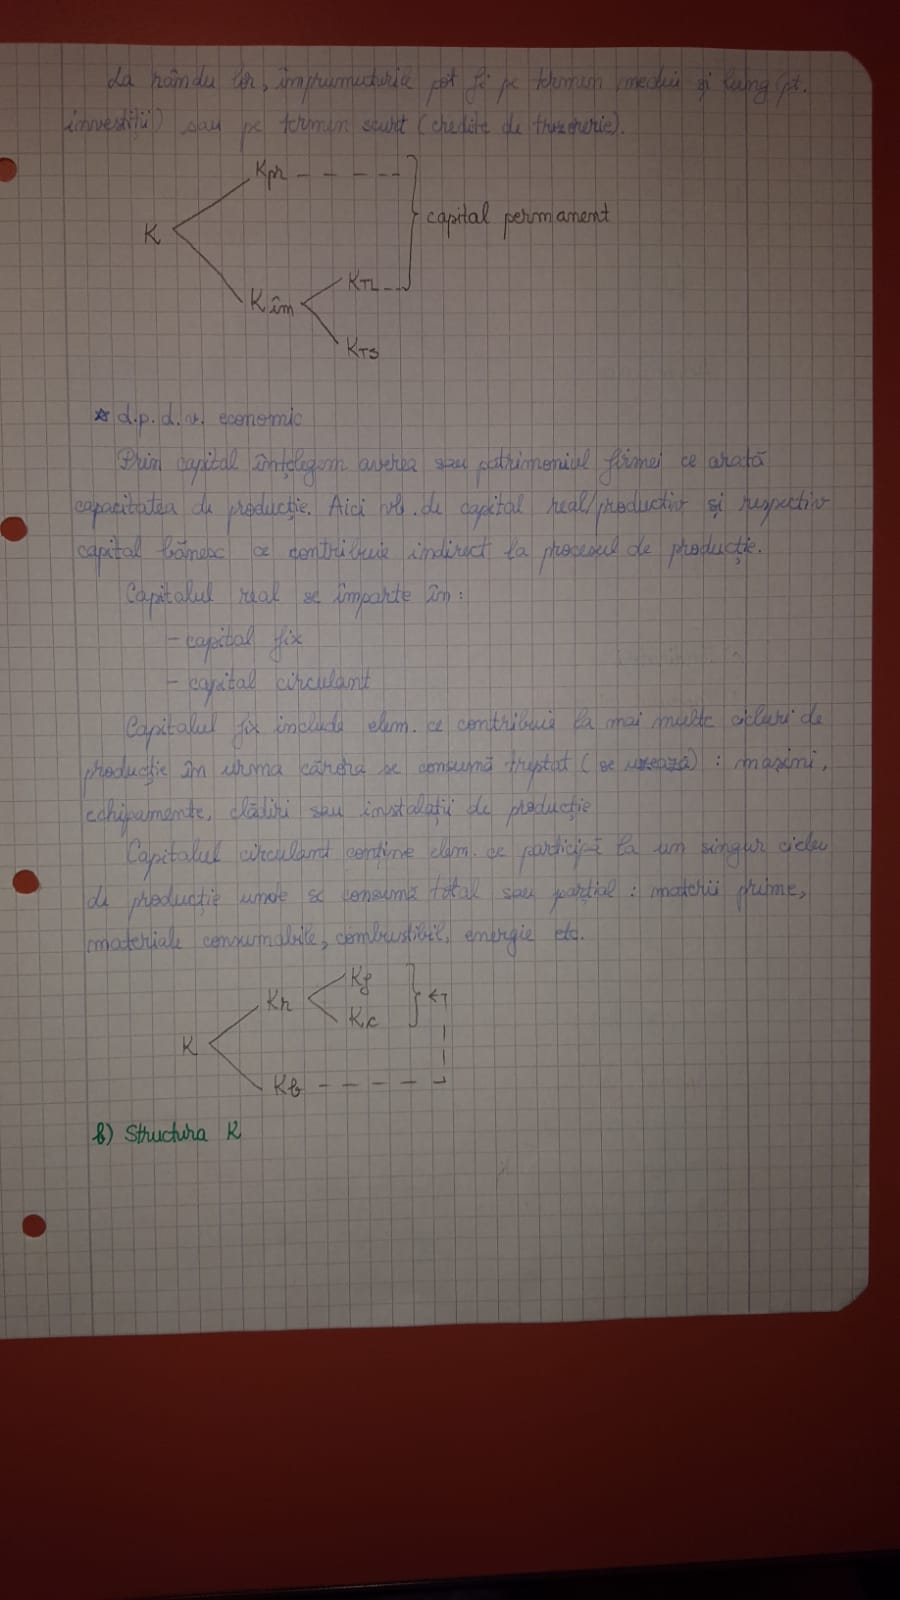 La rându lor, împrumuturile pot fi pe termen mediu și lung (pt.
investiții) sau pe termen scurt (credite de trezorerie).
Kpr
K
capital permanent
Kîm
KTL
KTS
* d.p.d.v. economic
Prin capital înțelegem averea sau patrimoniul firmei ce arată
capacitatea de producție. Aici vb. de capital real/productiv și respectiv
capital bănesc ce contribuie indirect la procesul de producție.
Capitalul real se împarte în:
- capital fix
- capital circulant
Capitalul fix include elem. ce contribuie la mai multe cicluri de
producție în urma cărora se consumă treptat (se uzează): mașini,
echipamente, clădiri sau instalații de producție
Capitalul circulant conține elem. ce participă la un singur ciclu
de producție unde se consumă total sau parțial: materii prime,
materiale consumabile, combustibil, energie etc.
Kf
Kr
Kc
K
Kb
b) Structura K